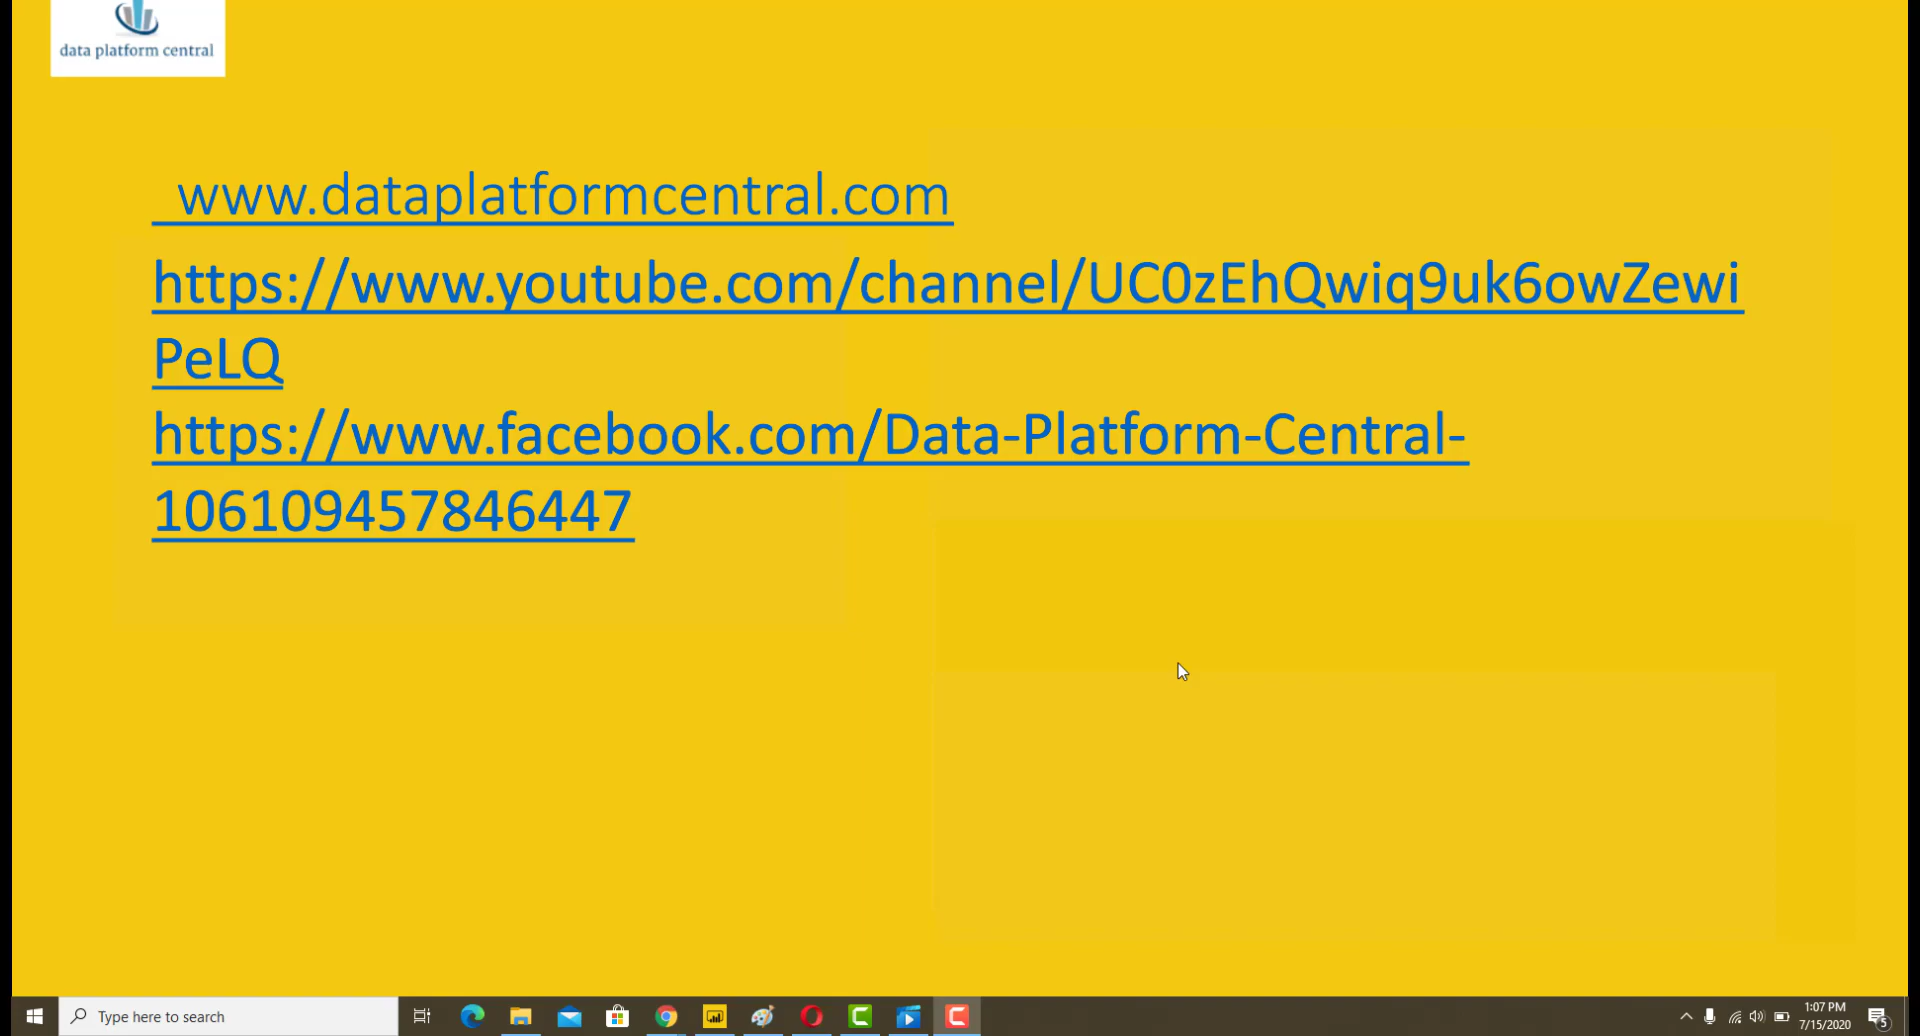 data platform central
www.dataplatformcentral.com
https://www.youtube.com/channel/UC0zEhQwiq9uk6owZewi
PeLQ
https://www.facebook.com/Data-Platform-Central-
106109457846447
Type here to search
1:07 PM
7/15/2020
5